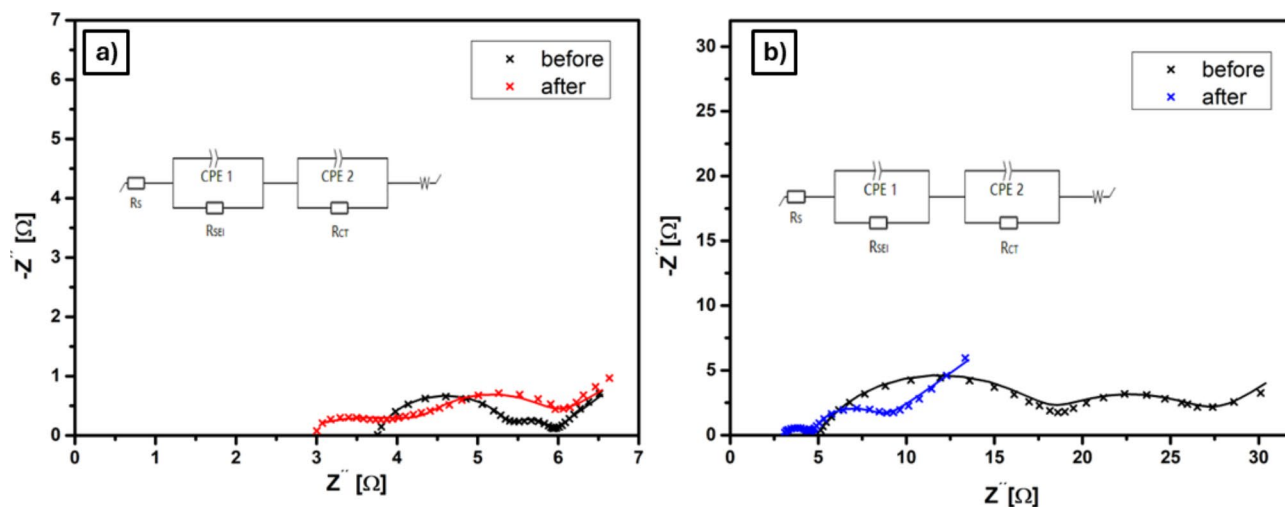 a)
before
after
CPE 1
CPE 2
W
RS
RSEI
RCT
7
6
5
4
3
2
1
0
-Z´´ [Ω]
0 1 2 3 4 5 6 7
Z´´ [Ω]
b)
before
after
CPE 1
CPE 2
W
RS
RSEI
RCT
30
25
20
15
10
5
0
-Z´´ [Ω]
0 5 10 15 20 25 30
Z´´ [Ω]